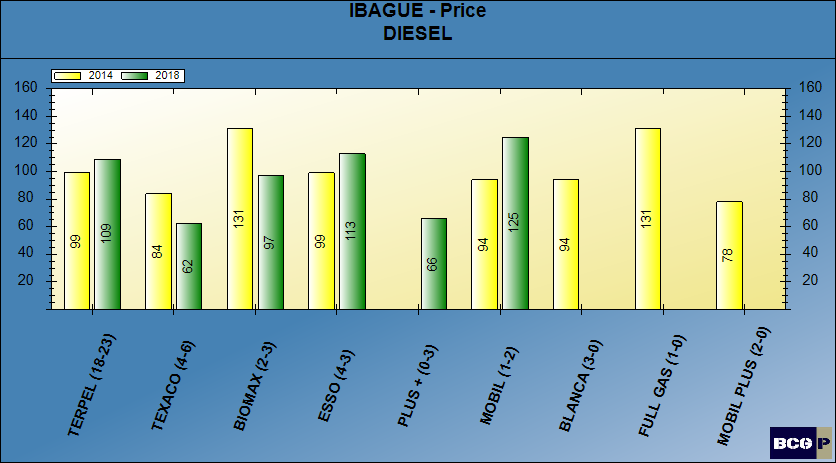 IBAGUE - Price
DIESEL
2014 2018
160 160
140 140
120 120
100 100
80 80
60 60
40 40
20 20
99 109 84 62 131 97 99 113 66 94 125 94 131 78
TERPEL (18-23)
TEXACO (4-6)
BIOMAX (2-3)
ESSO (4-3)
PLUS + (0-3)
MOBIL (1-2)
BLANCA (3-0)
FULL GAS (1-0)
MOBIL PLUS (2-0)
BCO P